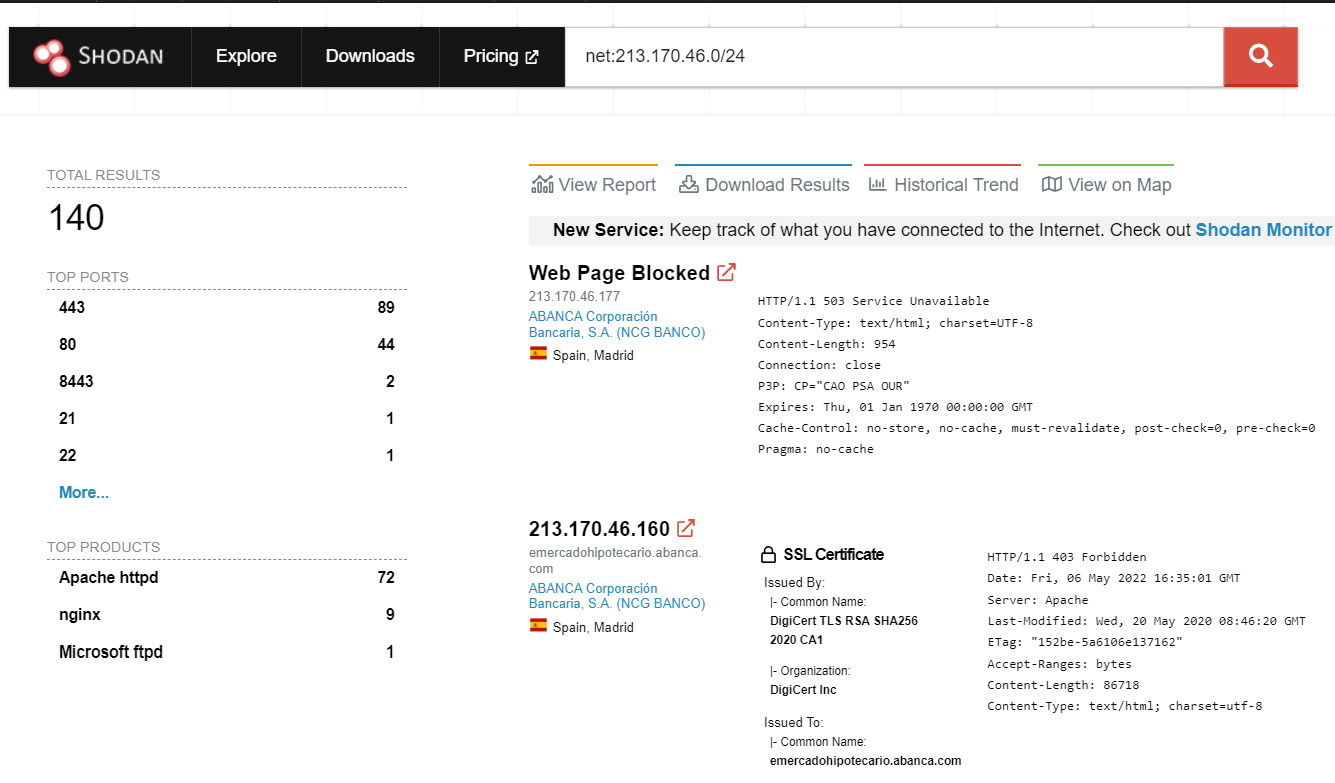 SHODAN Explore Downloads Pricing net:213.170.46.0/24
TOTAL RESULTS
140
TOP PORTS
443 89
80 44
8443 2
21 1
22 1
More...
TOP PRODUCTS
Apache httpd 72
nginx 9
Microsoft ftpd 1
View Report Download Results Historical Trend View on Map
New Service: Keep track of what you have connected to the Internet. Check out Shodan Monitor
Web Page Blocked
213.170.46.177
ABANCA Corporación
Bancaria, S.A. (NCG BANCO)
Spain, Madrid
HTTP/1.1 503 Service Unavailable
Content-Type: text/html; charset=UTF-8
Content-Length: 954
Connection: close
P3P: CP="CAO PSA OUR"
Expires: Thu, 01 Jan 1970 00:00:00 GMT
Cache-Control: no-store, no-cache, must-revalidate, post-check=0, pre-check=0
Pragma: no-cache
213.170.46.160
emercadohipotecario.abanca.
com
ABANCA Corporación
Bancaria, S.A. (NCG BANCO)
Spain, Madrid
SSL Certificate
Issued By:
|- Common Name:
DigiCert TLS RSA SHA256
2020 CA1
|- Organization:
DigiCert Inc
Issued To:
|- Common Name:
emercadohipotecario.abanca.com
HTTP/1.1 403 Forbidden
Date: Fri, 06 May 2022 16:35:01 GMT
Server: Apache
Last-Modified: Wed, 20 May 2020 08:46:20 GMT
ETag: "152be-5a6106e137162"
Accept-Ranges: bytes
Content-Length: 86718
Content-Type: text/html; charset=utf-8